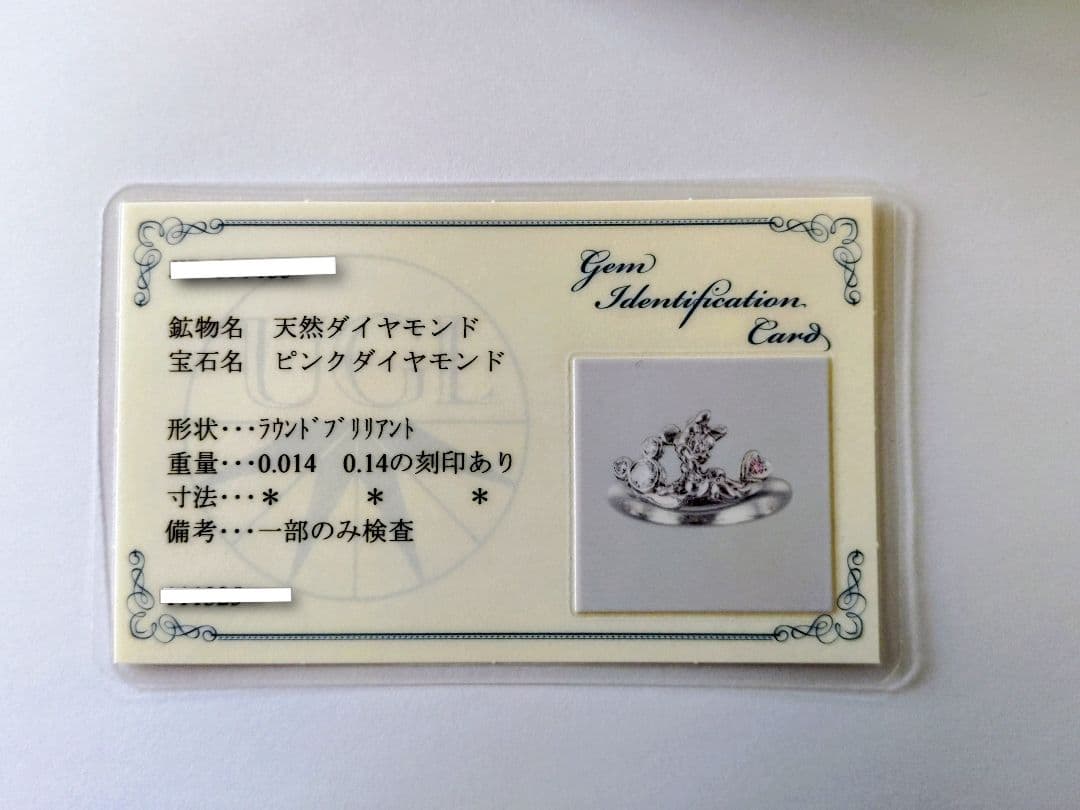 Gem
Identification
Card
鉱物名 天然ダイヤモンド
宝石名 ピンクダイヤモンド
UGL
形状･･･ﾗｳﾝﾄﾞﾌﾞﾘﾘｱﾝﾄ
重量･･･0.014 0.14の刻印あり
寸法･･･＊ ＊ ＊
備考･･･一部のみ検査